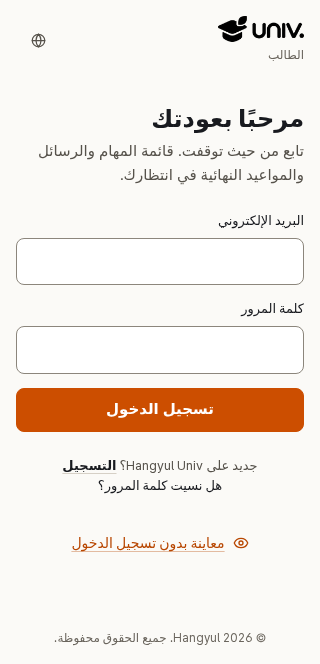 univ.
الطالب
مرحبًا بعودتك
تابع من حيث توقفت. قائمة المهام والرسائل
والمواعيد النهائية في انتظارك.
البريد الإلكتروني
كلمة المرور
تسجيل الدخول
جديد على Hangyul Univ؟ التسجيل
هل نسيت كلمة المرور؟
معاينة بدون تسجيل الدخول
© 2026 Hangyul. جميع الحقوق محفوظة.